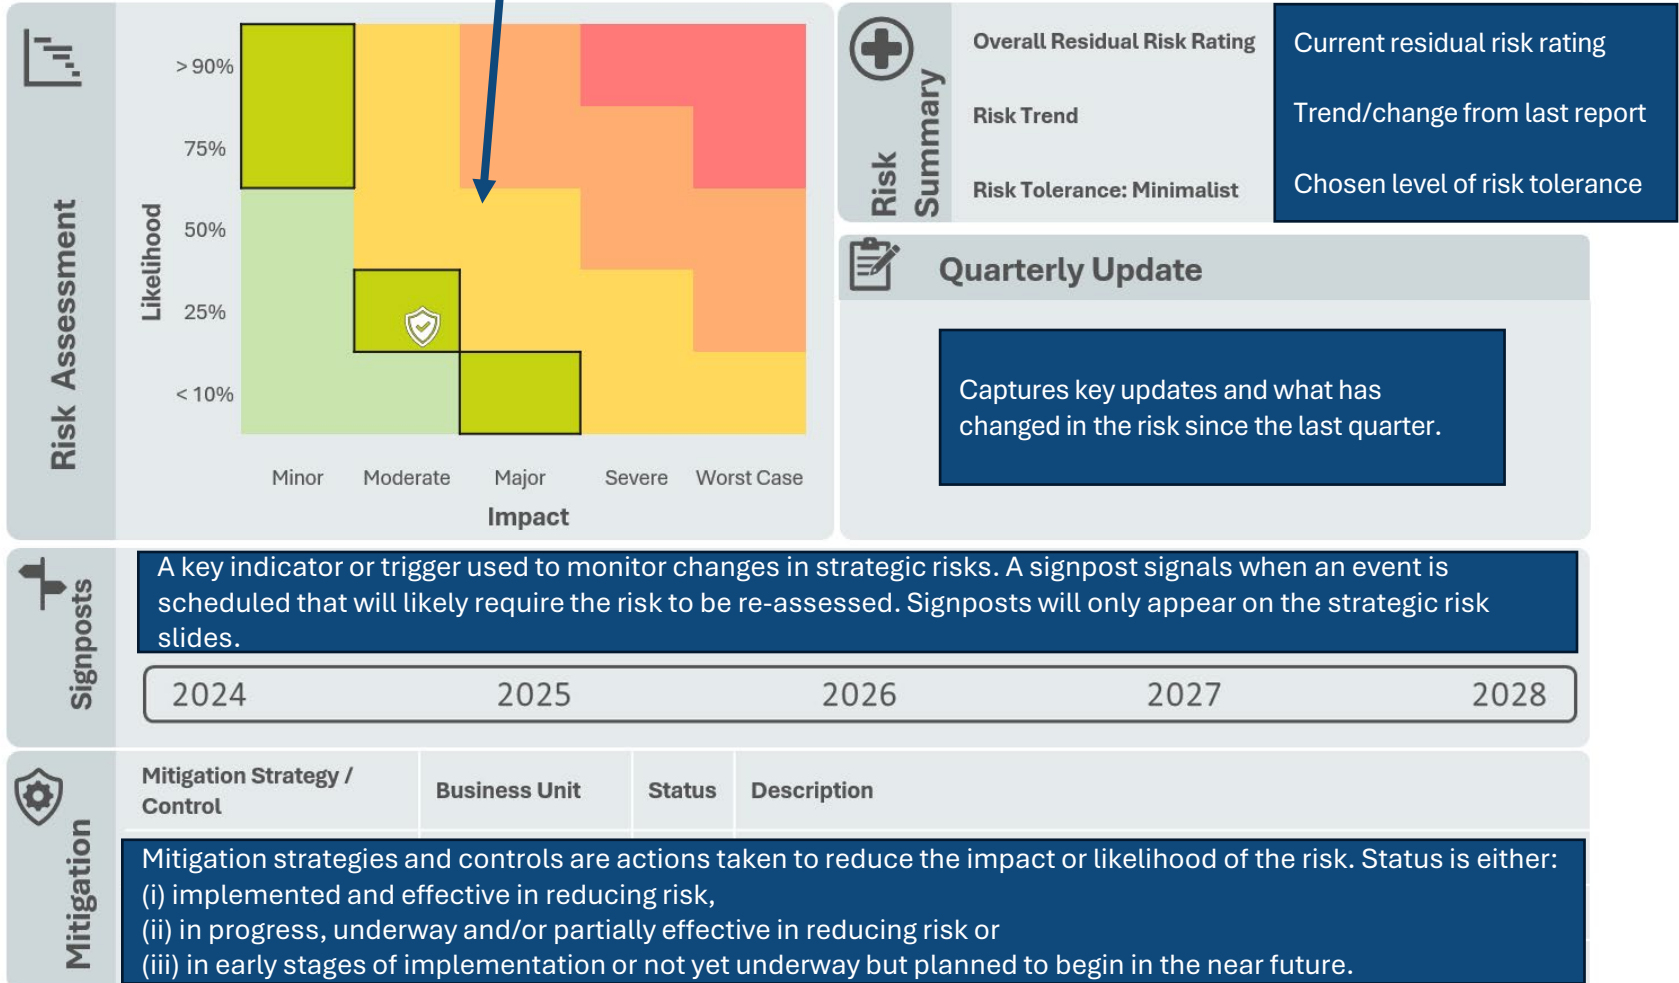 Risk Assessment
Likelihood
> 90%
75%
50%
25%
< 10%
Minor Moderate Major Severe Worst Case
Impact
Risk Summary
Overall Residual Risk Rating
Risk Trend
Risk Tolerance: Minimalist
Current residual risk rating
Trend/change from last report
Chosen level of risk tolerance
Quarterly Update
Captures key updates and what has
changed in the risk since the last quarter.
Signposts
A key indicator or trigger used to monitor changes in strategic risks. A signpost signals when an event is
scheduled that will likely require the risk to be re-assessed. Signposts will only appear on the strategic risk
slides.
2024 2025 2026 2027 2028
Mitigation
Mitigation Strategy /
Control
Business Unit
Status
Description
Mitigation strategies and controls are actions taken to reduce the impact or likelihood of the risk. Status is either:
(i) implemented and effective in reducing risk,
(ii) in progress, underway and/or partially effective in reducing risk or
(iii) in early stages of implementation or not yet underway but planned to begin in the near future.